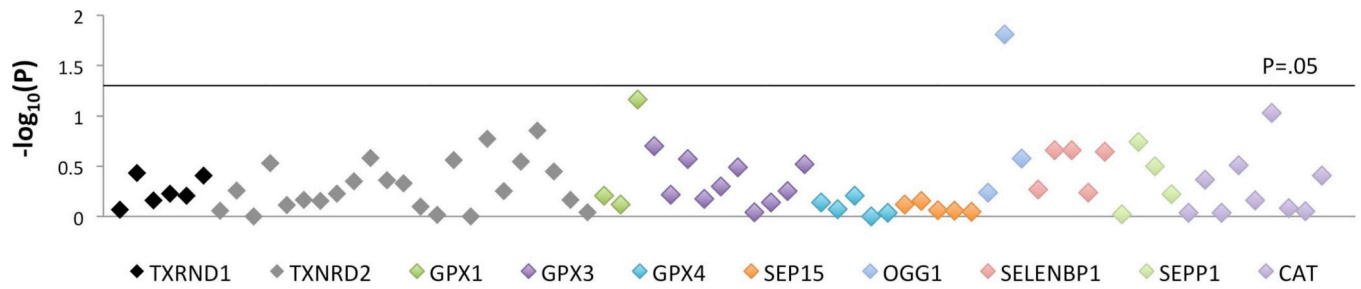 2
1.5
P=.05
1
0.5
0
-log₁₀(P)
TXRND1 TXNRD2 GPX1 GPX3 GPX4 SEP15 OGG1 SELENBP1 SEPP1 CAT